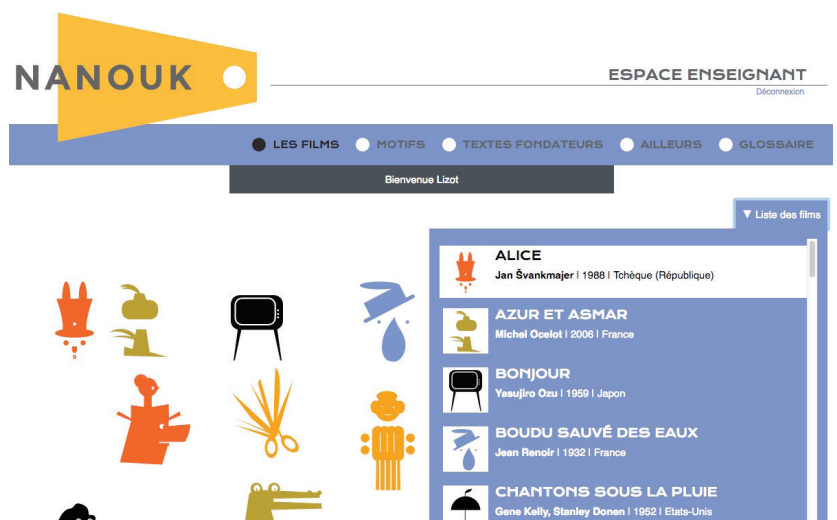 NANOUK
ESPACE ENSEIGNANT
Déconnexion
LES FILMS MOTIFS TEXTES FONDATEURS AILLEURS GLOSSAIRE
Bienvenue Lizot
▼ Liste des films
ALICE
Jan Švankmajer | 1988 | Tchèque (République)
AZUR ET ASMAR
Michel Ocelot | 2006 | France
BONJOUR
Yasujiro Ozu | 1959 | Japon
BOUDU SAUVÉ DES EAUX
Jean Renoir | 1932 | France
CHANTONS SOUS LA PLUIE
Gene Kelly, Stanley Donen | 1952 | Etats-Unis